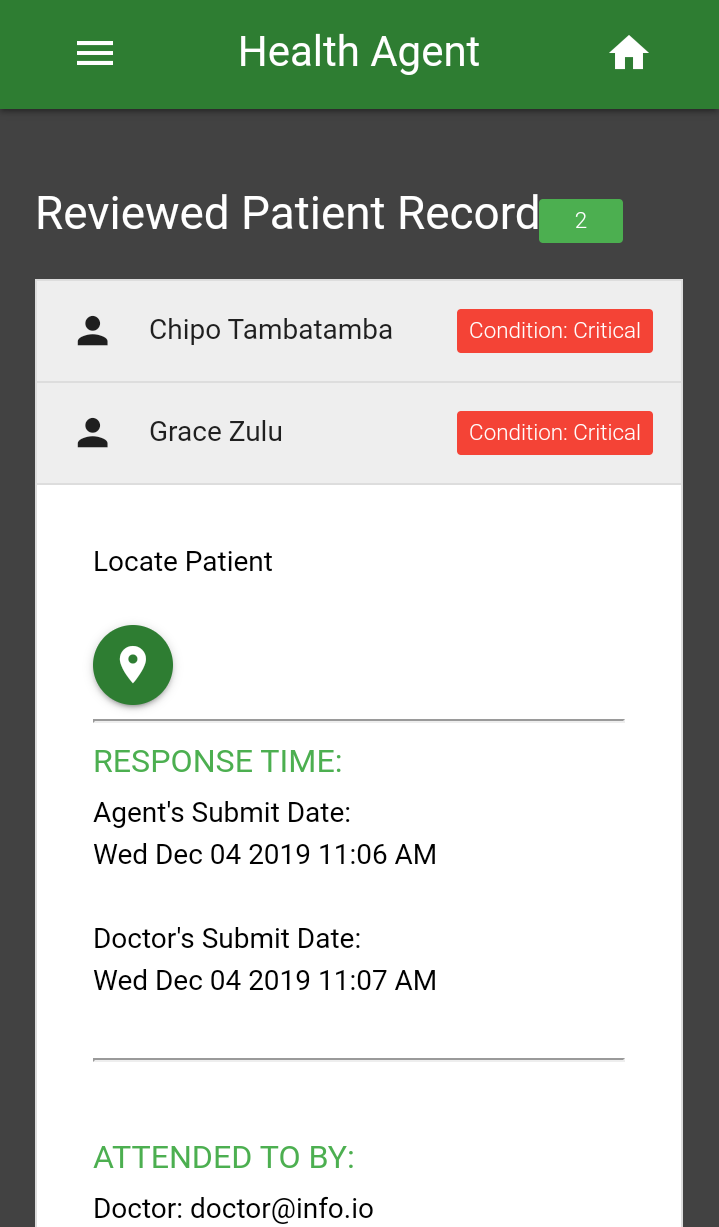 Health Agent
Reviewed Patient Record 2
Chipo Tambatamba Condition: Critical
Grace Zulu Condition: Critical
Locate Patient
RESPONSE TIME:
Agent's Submit Date:
Wed Dec 04 2019 11:06 AM
Doctor's Submit Date:
Wed Dec 04 2019 11:07 AM
ATTENDED TO BY:
Doctor: doctor@info.io